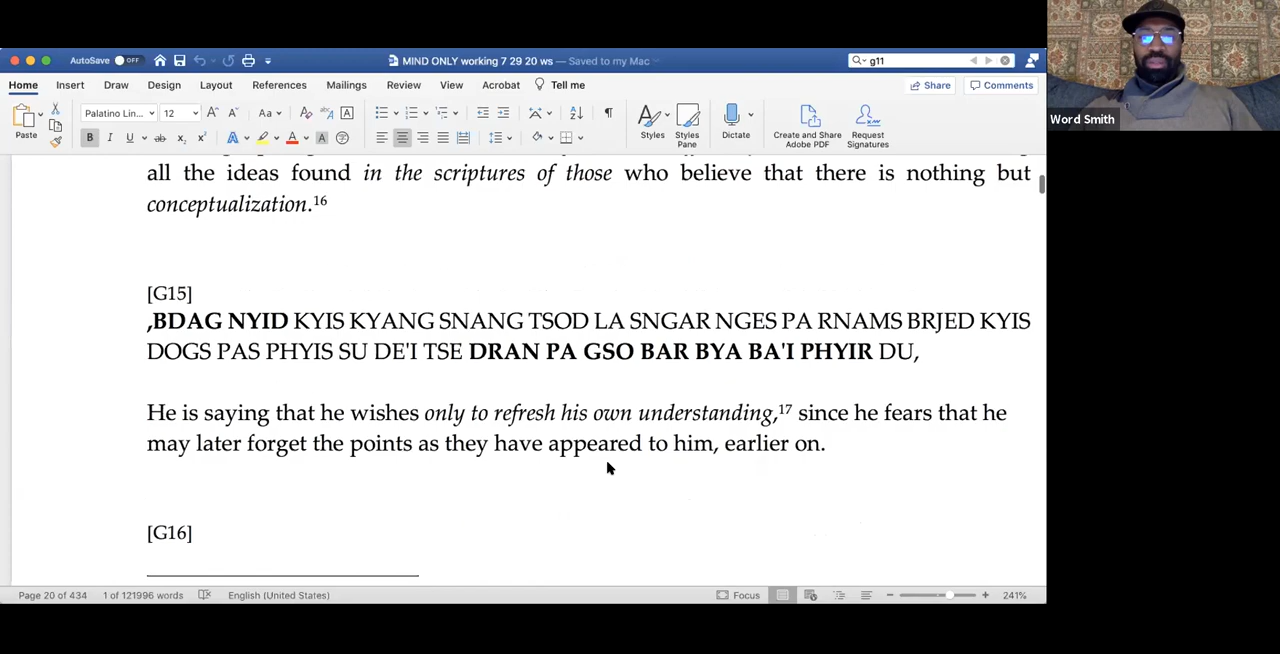 AutoSave OFF
MIND ONLY working 7 29 20 ws — Saved to my Mac
g11
Home Insert Draw Design Layout References Mailings Review View Acrobat Tell me
Share Comments
Paste
Palatino Lin... 12
Styles
Styles Pane
Dictate
Create and Share Adobe PDF
Request Signatures
Word Smith
all the ideas found in the scriptures of those who believe that there is nothing but
conceptualization.16
[G15]
,BDAG NYID KYIS KYANG SNANG TSOD LA SNGAR NGES PA RNAMS BRJED KYIS
DOGS PAS PHYIS SU DE'I TSE DRAN PA GSO BAR BYA BA'I PHYIR DU,
He is saying that he wishes only to refresh his own understanding,17 since he fears that he
may later forget the points as they have appeared to him, earlier on.
[G16]
Page 20 of 434 1 of 121996 words English (United States) Focus 241%